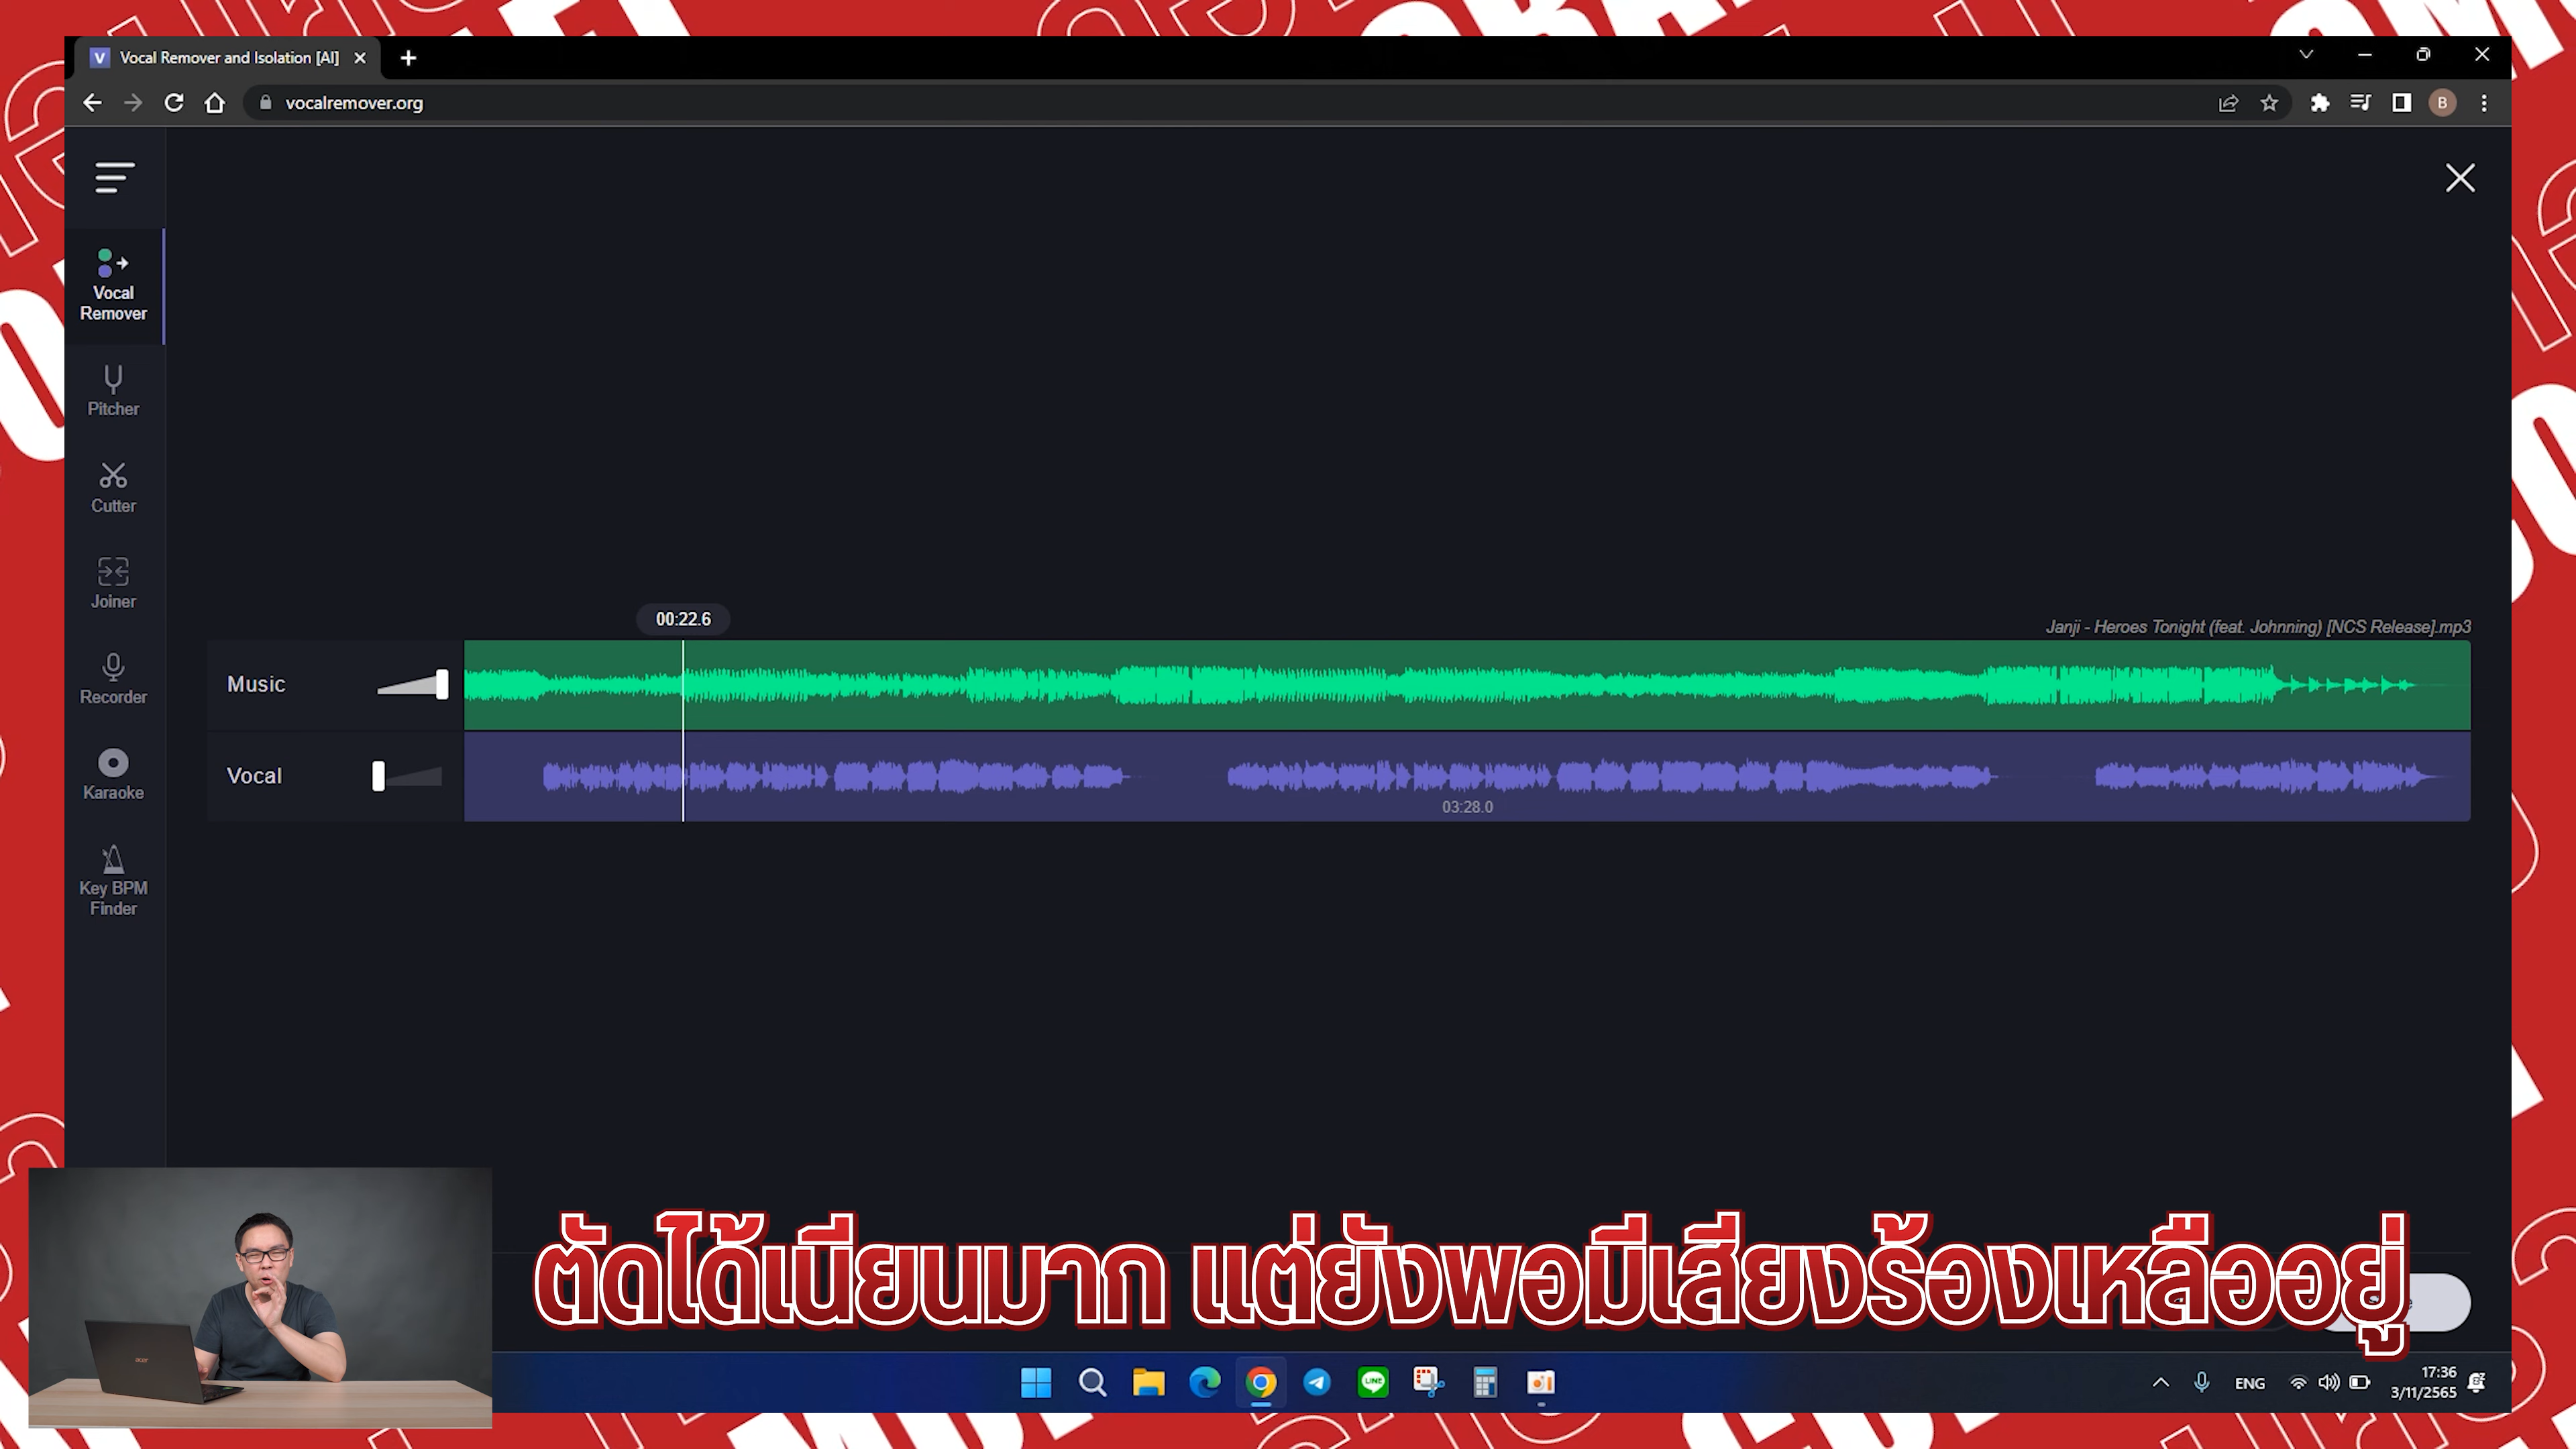 Vocal Remover and Isolation [AI]
vocalremover.org
B
Vocal
Remover
Pitcher
Cutter
Joiner
Recorder
Karaoke
Key BPM
Finder
00:22.6
Janji - Heroes Tonight (feat. Johnning) [NCS Release].mp3
Music
Vocal
03:28.0
ตัดได้เนียนมาก แต่ยังพอมีเสียงร้องเหลืออยู่
acer
LINE
ENG
17:36
3/11/2565